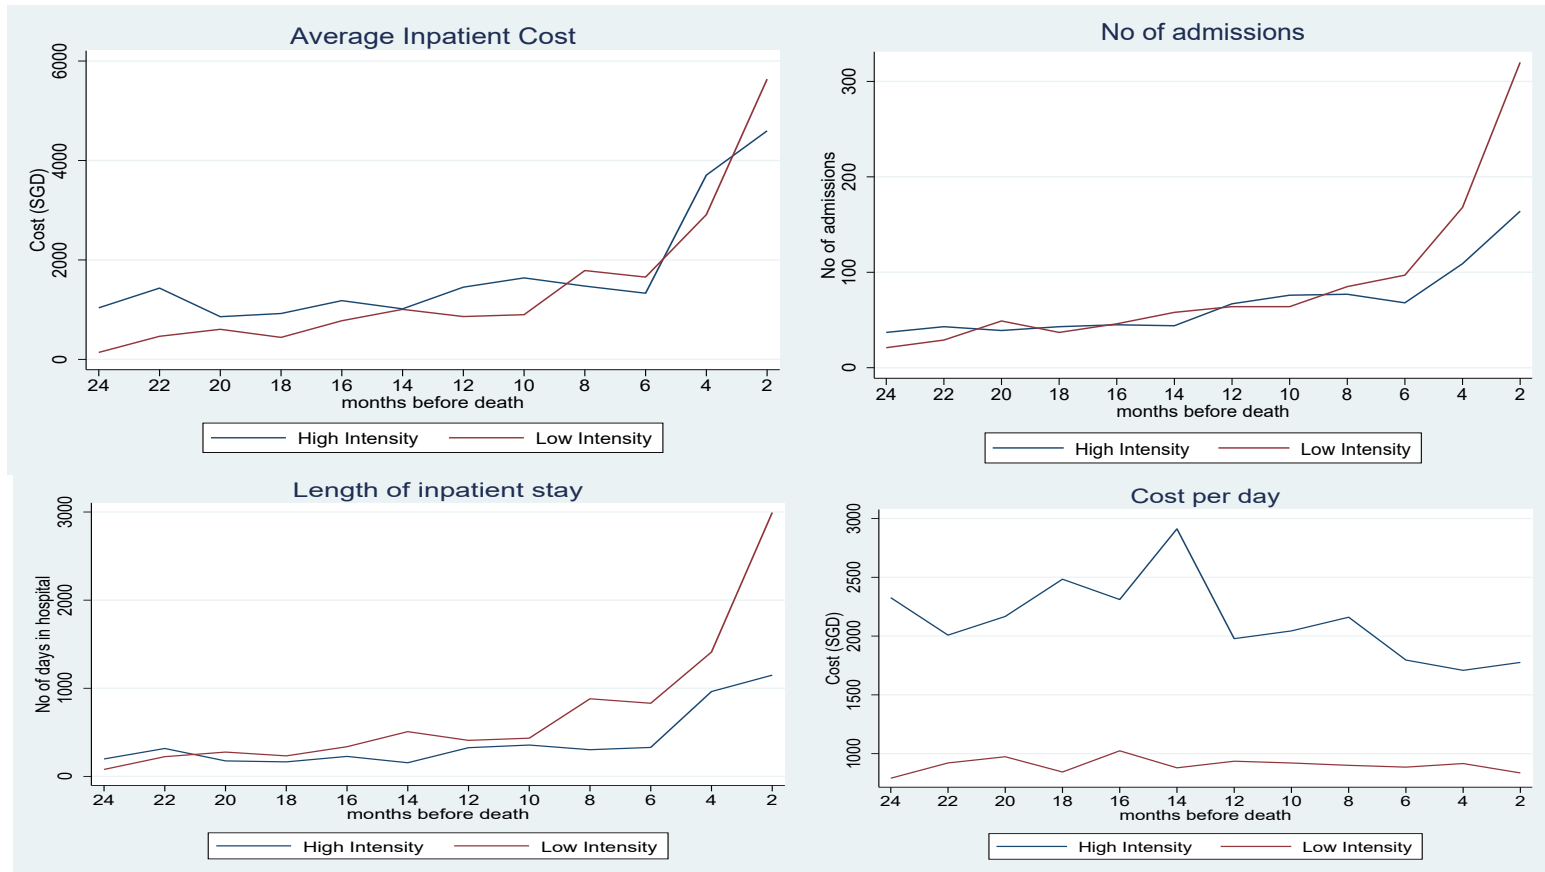 Average Inpatient Cost
Cost (SGD)
6000
4000
2000
0
24 22 20 18 16 14 12 10 8 6 4 2
months before death
High Intensity Low Intensity
No of admissions
No of admissions
300
200
100
0
24 22 20 18 16 14 12 10 8 6 4 2
months before death
High Intensity Low Intensity
Length of inpatient stay
No of days in hospital
3000
2000
1000
0
24 22 20 18 16 14 12 10 8 6 4 2
months before death
High Intensity Low Intensity
Cost per day
Cost (SGD)
3000
2500
2000
1500
1000
24 22 20 18 16 14 12 10 8 6 4 2
months before death
High Intensity Low Intensity